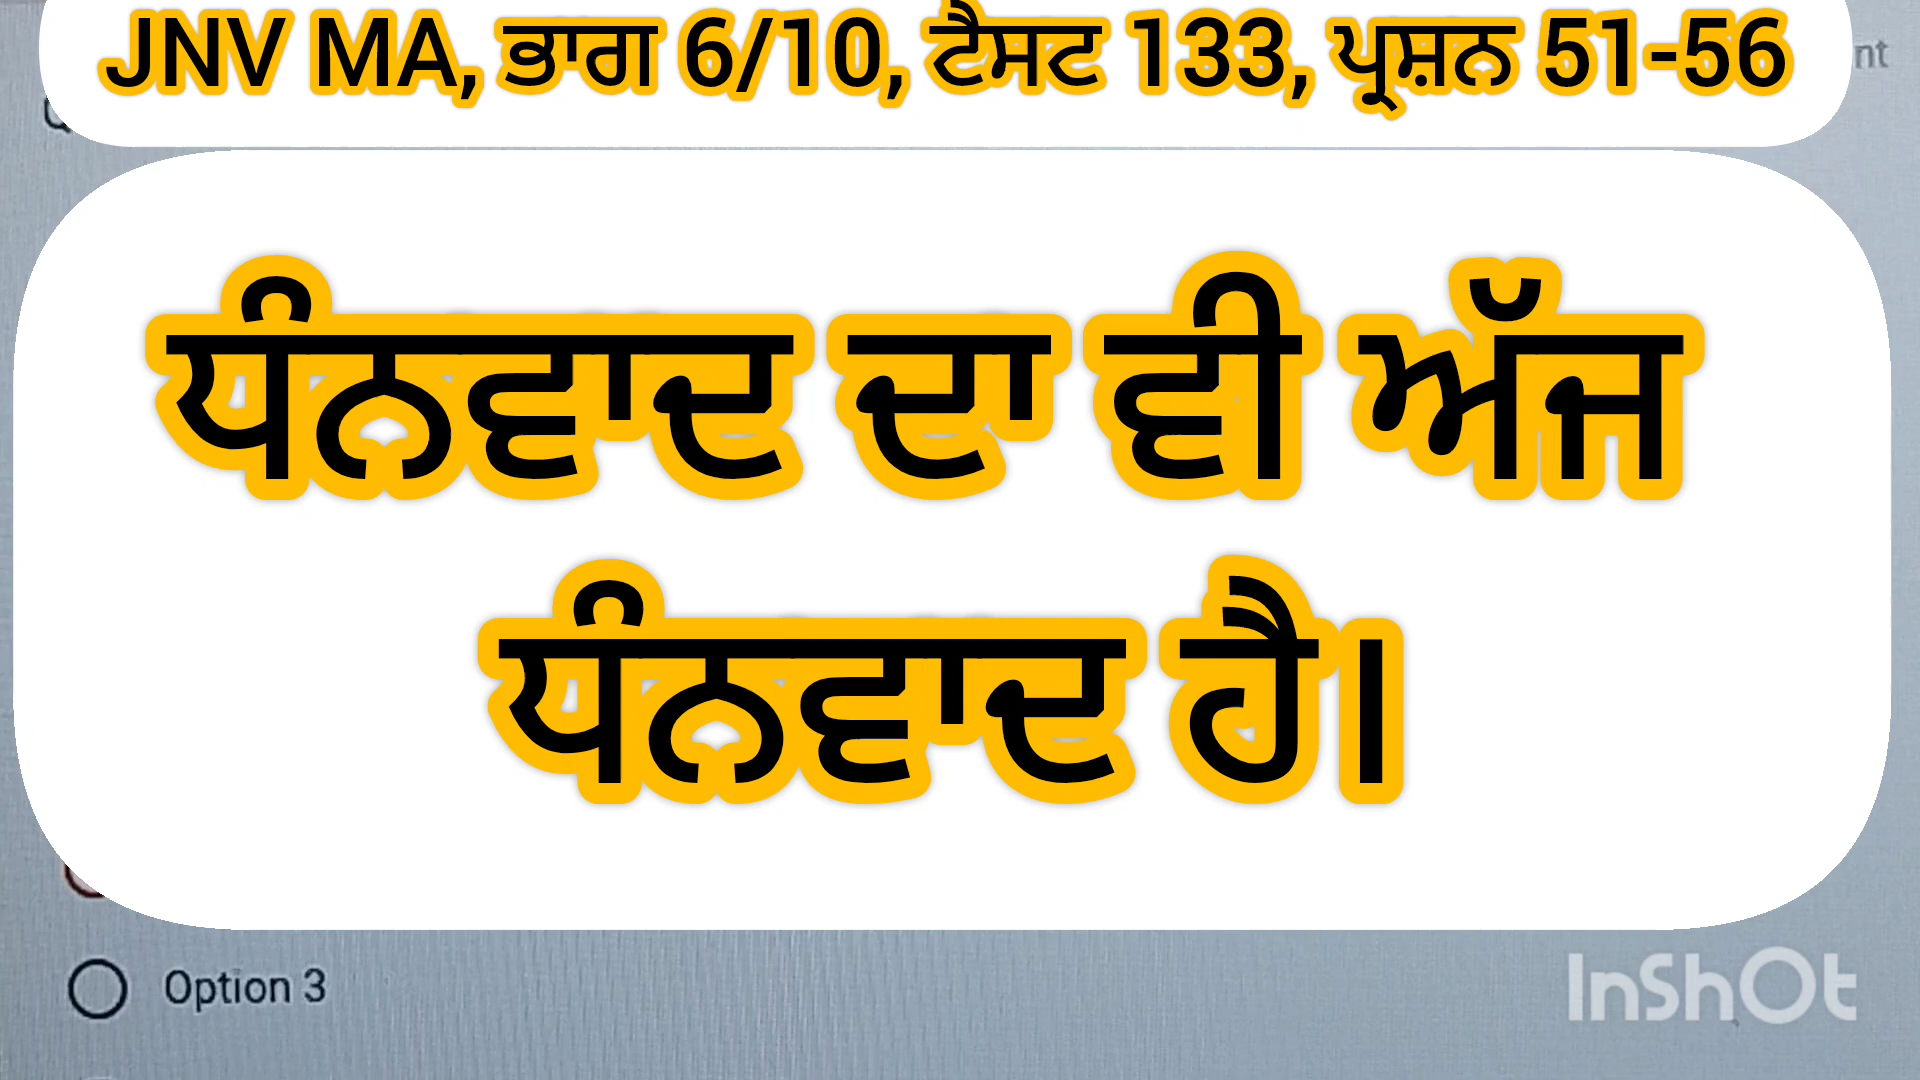 JNV MA, ਭਾਗ 6/10, ਟੈਸਟ 133, ਪ੍ਰਸ਼ਨ 51-56
ਧੰਨਵਾਦ ਦਾ ਵੀ ਅੱਜ
ਧੰਨਵਾਦ ਹੈ।
Option 3
InShOt